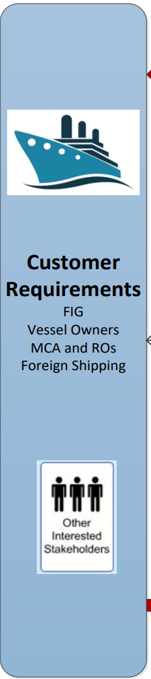 Customer
Requirements
FIG
Vessel Owners
MCA and ROs
Foreign Shipping
Other
Interested
Stakeholders